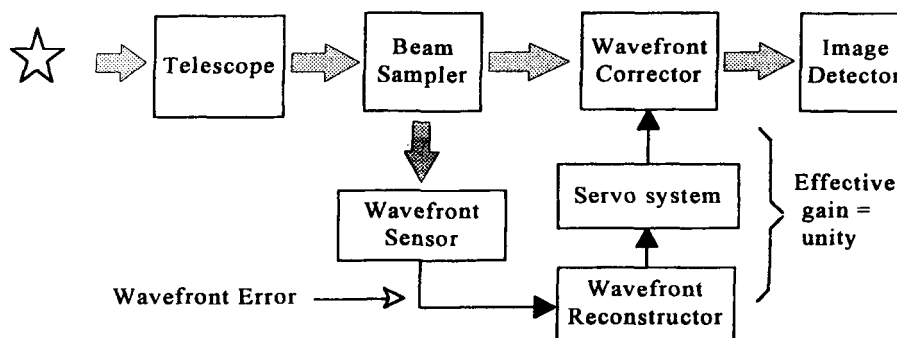 Telescope
Beam
Sampler
Wavefront
Corrector
Image
Detector
Wavefront
Sensor
Servo system
Effective
gain =
unity
Wavefront Error
Wavefront
Reconstructor